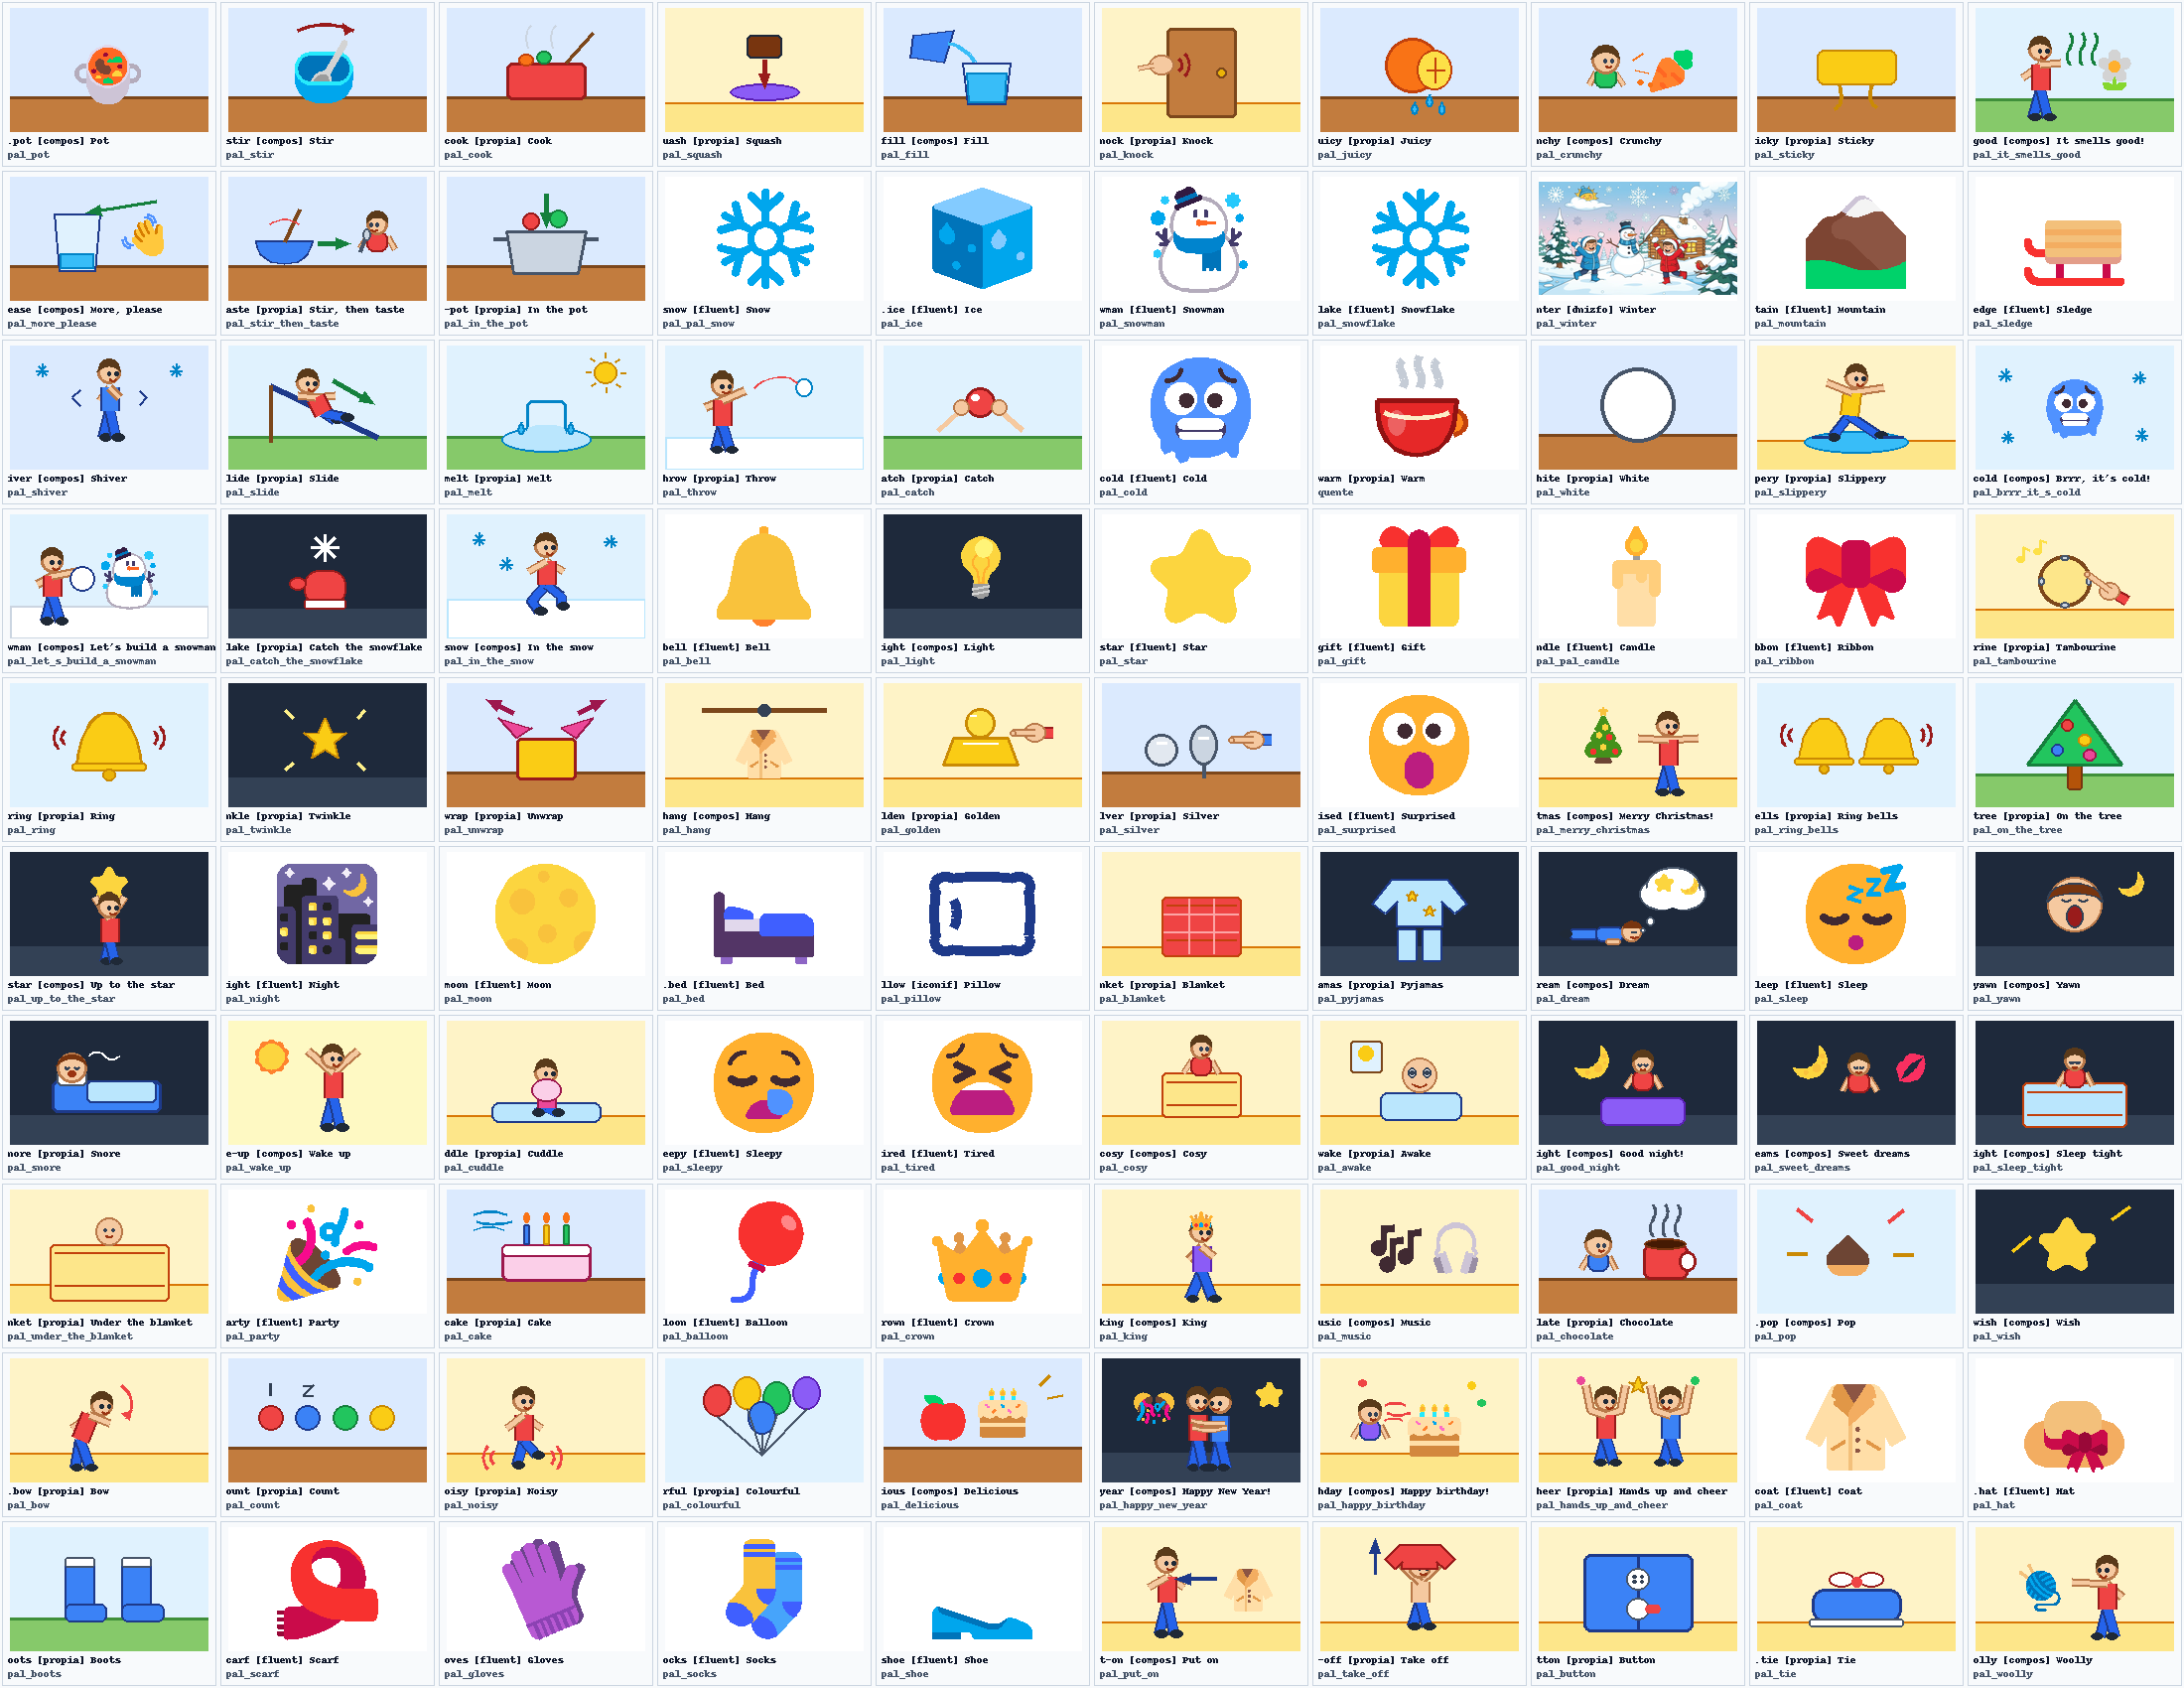 .pot [compos] Pot
pal_pot
stir [compos] Stir
pal_stir
cook [propia] Cook
pal_cook
uash [propia] Squash
pal_squash
fill [compos] Fill
pal_fill
nock [propia] Knock
pal_knock
uicy [propia] Juicy
pal_juicy
nchy [compos] Crunchy
pal_crunchy
icky [propia] Sticky
pal_sticky
good [compos] It smells good!
pal_it_smells_good
ease [compos] More, please
pal_more_please
aste [propia] Stir, then taste
pal_stir_then_taste
-pot [propia] In the pot
pal_in_the_pot
snow [fluent] Snow
pal_pal_snow
.ice [fluent] Ice
pal_ice
wman [fluent] Snowman
pal_snowman
lake [fluent] Snowflake
pal_snowflake
nter [dnizfo] Winter
pal_winter
tain [fluent] Mountain
pal_mountain
edge [fluent] Sledge
pal_sledge
iver [compos] Shiver
pal_shiver
lide [propia] Slide
pal_slide
melt [propia] Melt
pal_melt
hrow [propia] Throw
pal_throw
atch [propia] Catch
pal_catch
cold [fluent] Cold
pal_cold
warm [propia] Warm
quente
hite [propia] White
pal_white
pery [propia] Slippery
pal_slippery
cold [compos] Brrr, it's cold!
pal_brrr_it_s_cold
wman [compos] Let's build a snowman
pal_let_s_build_a_snowman
lake [propia] Catch the snowflake
pal_catch_the_snowflake
snow [compos] In the snow
pal_in_the_snow
bell [fluent] Bell
pal_bell
ight [compos] Light
pal_light
star [fluent] Star
pal_star
gift [fluent] Gift
pal_gift
ndle [fluent] Candle
pal_pal_candle
bbon [fluent] Ribbon
pal_ribbon
rine [propia] Tambourine
pal_tambourine
ring [propia] Ring
pal_ring
nkle [propia] Twinkle
pal_twinkle
wrap [propia] Unwrap
pal_unwrap
hang [compos] Hang
pal_hang
lden [propia] Golden
pal_golden
lver [propia] Silver
pal_silver
ised [fluent] Surprised
pal_surprised
tmas [compos] Merry Christmas!
pal_merry_christmas
ells [propia] Ring bells
pal_ring_bells
tree [propia] On the tree
pal_on_the_tree
star [compos] Up to the star
pal_up_to_the_star
ight [fluent] Night
pal_night
moon [fluent] Moon
pal_moon
.bed [fluent] Bed
pal_bed
llow [iconif] Pillow
pal_pillow
nket [propia] Blanket
pal_blanket
amas [propia] Pyjamas
pal_pyjamas
ream [compos] Dream
pal_dream
zzZ
leep [fluent] Sleep
pal_sleep
yawn [compos] Yawn
pal_yawn
nore [propia] Snore
pal_snore
e-up [compos] Wake up
pal_wake_up
ddle [propia] Cuddle
pal_cuddle
eepy [fluent] Sleepy
pal_sleepy
ired [fluent] Tired
pal_tired
cosy [compos] Cosy
pal_cosy
wake [propia] Awake
pal_awake
ight [compos] Good night!
pal_good_night
eams [compos] Sweet dreams
pal_sweet_dreams
ight [compos] Sleep tight
pal_sleep_tight
nket [propia] Under the blanket
pal_under_the_blanket
arty [fluent] Party
pal_party
cake [propia] Cake
pal_cake
loon [fluent] Balloon
pal_balloon
rown [fluent] Crown
pal_crown
king [compos] King
pal_king
usic [compos] Music
pal_music
late [propia] Chocolate
pal_chocolate
.pop [compos] Pop
pal_pop
wish [compos] Wish
pal_wish
.bow [propia] Bow
pal_bow
ount [propia] Count
pal_count
oisy [propia] Noisy
pal_noisy
rful [propia] Colourful
pal_colourful
ious [compos] Delicious
pal_delicious
year [compos] Happy New Year!
pal_happy_new_year
hday [compos] Happy birthday!
pal_happy_birthday
heer [propia] Hands up and cheer
pal_hands_up_and_cheer
coat [fluent] Coat
pal_coat
.hat [fluent] Hat
pal_hat
oots [propia] Boots
pal_boots
carf [fluent] Scarf
pal_scarf
oves [fluent] Gloves
pal_gloves
ocks [fluent] Socks
pal_socks
shoe [fluent] Shoe
pal_shoe
t-on [compos] Put on
pal_put_on
-off [propia] Take off
pal_take_off
tton [propia] Button
pal_button
.tie [propia] Tie
pal_tie
olly [compos] Woolly
pal_woolly